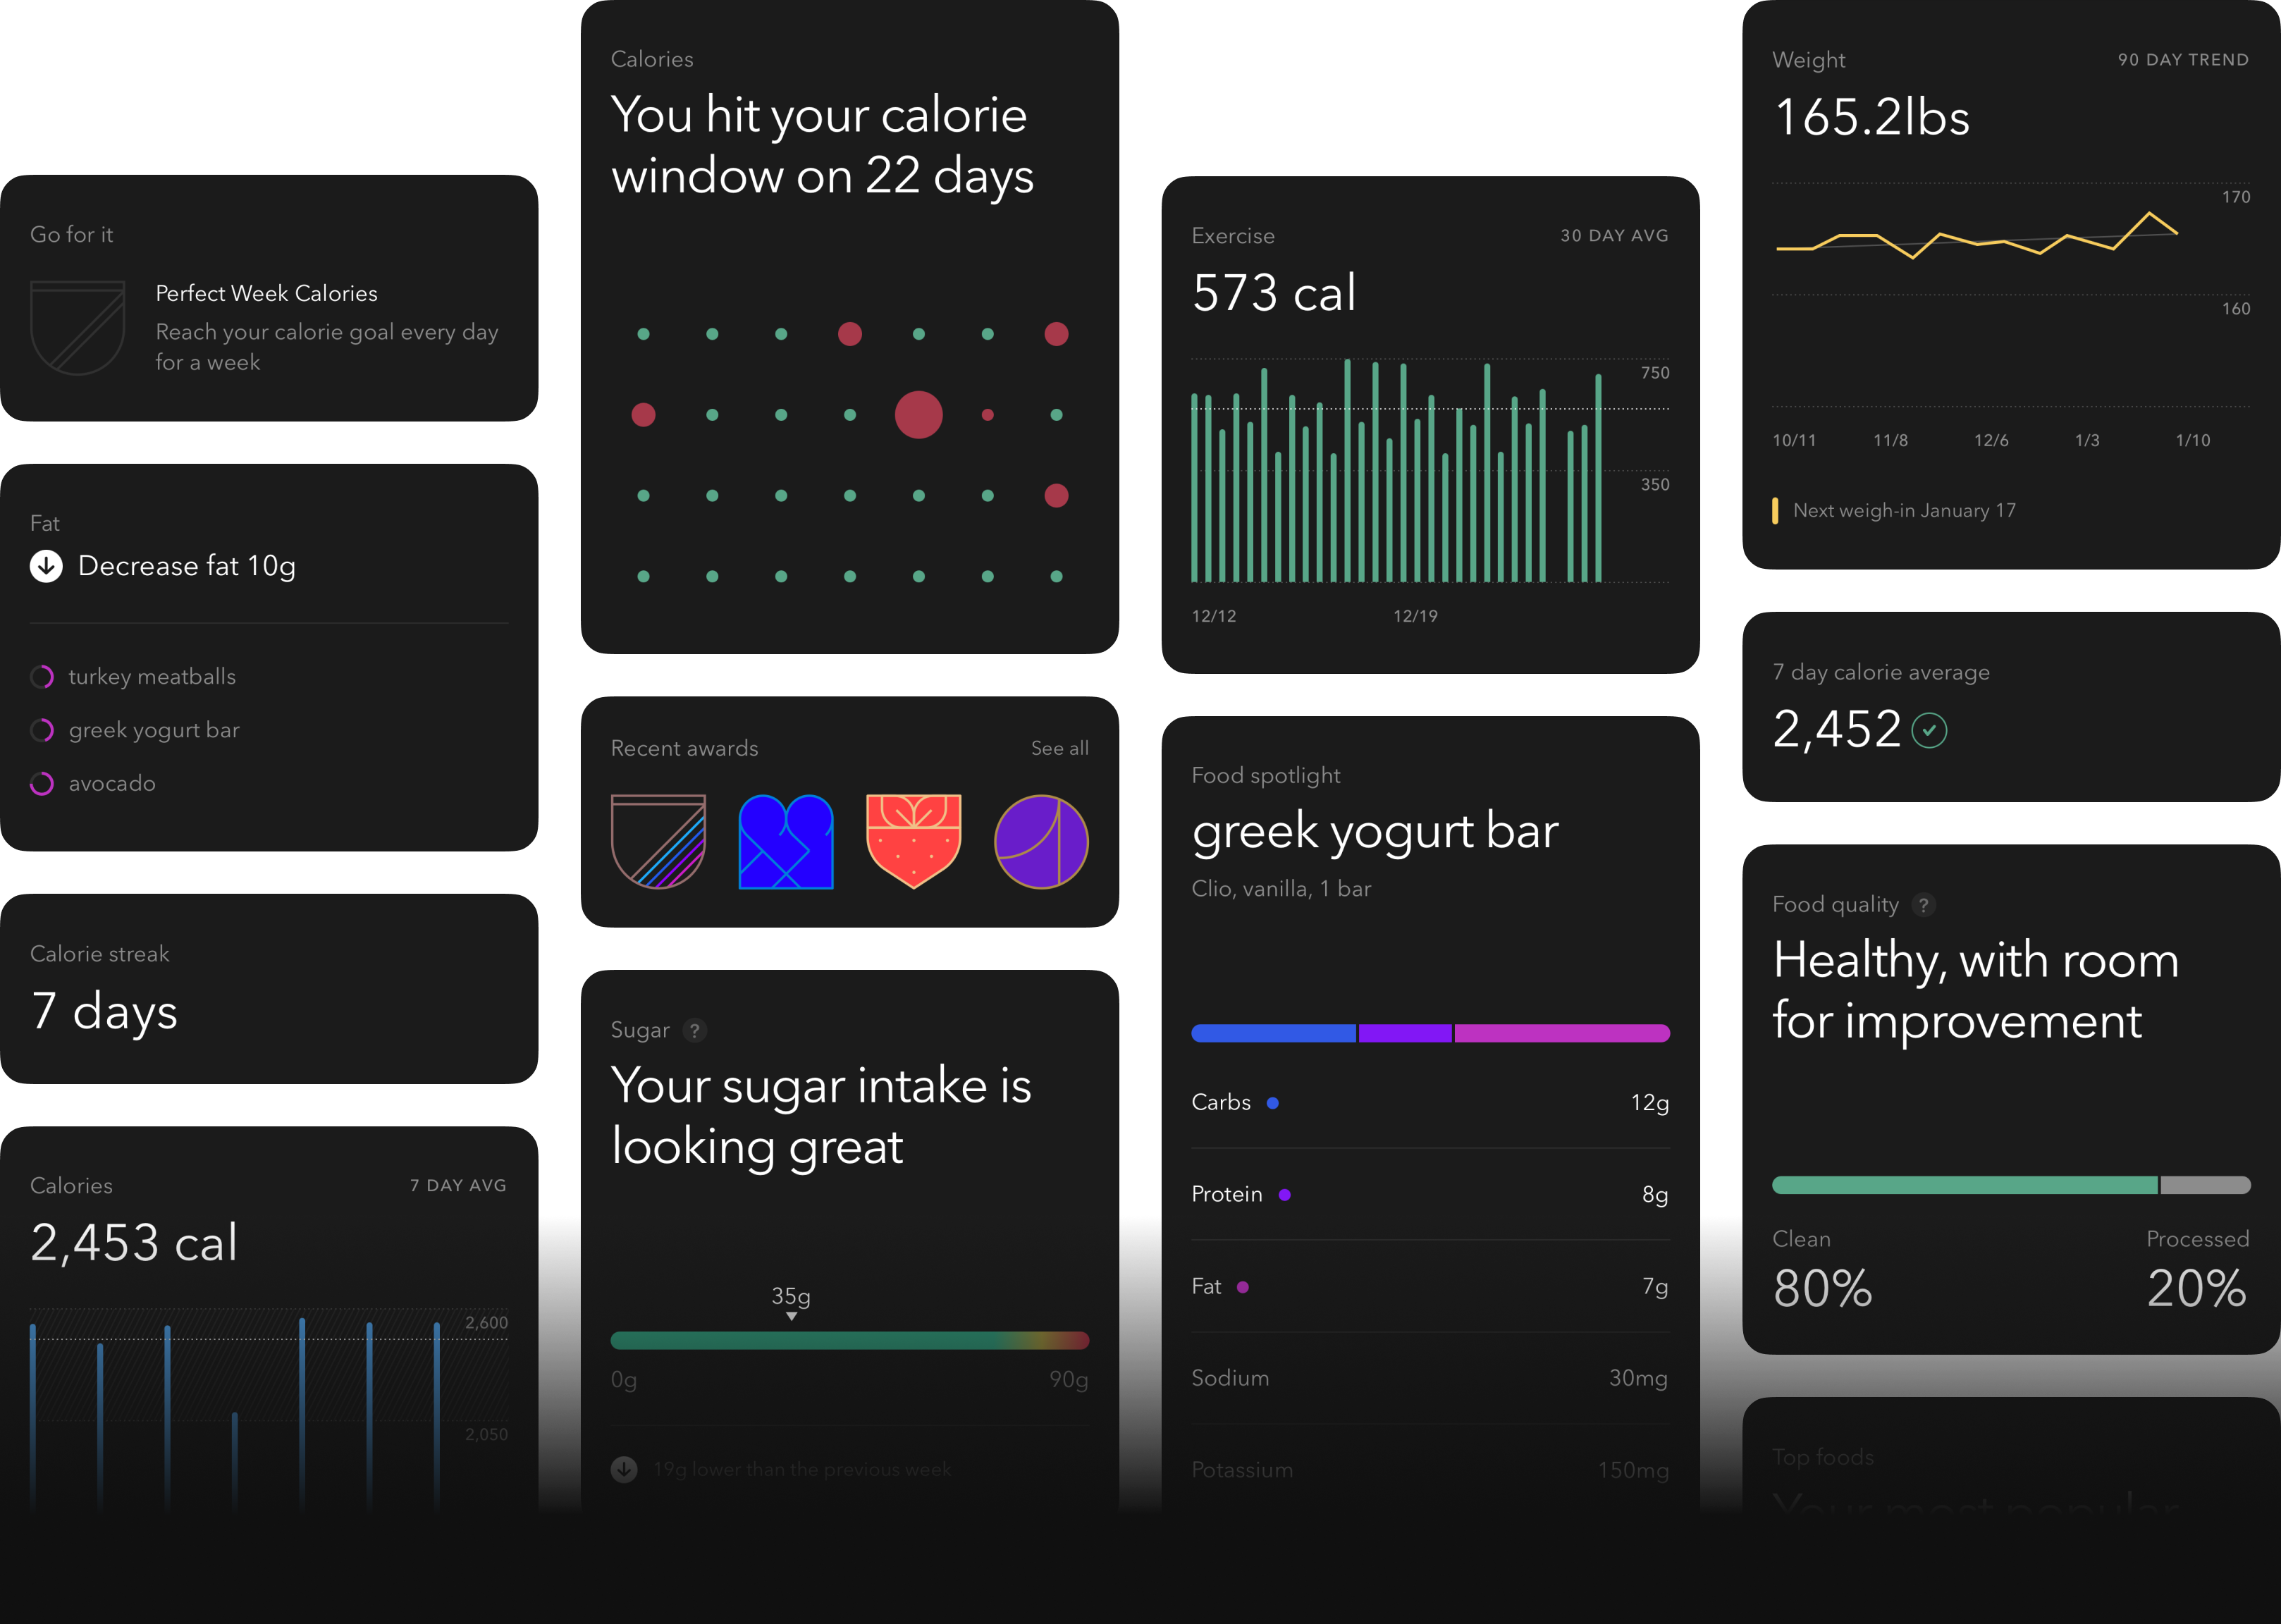 Go for it
Perfect Week Calories
Reach your calorie goal every day
for a week
Fat
Decrease fat 10g
turkey meatballs
greek yogurt bar
avocado
Calorie streak
7 days
Calories
7 DAY AVG
2,453 cal
2,600
2,050
Calories
You hit your calorie
window on 22 days
Recent awards
See all
Sugar ?
Your sugar intake is
looking great
35g
0g
90g
19g lower than the previous week
Exercise
30 DAY AVG
573 cal
750
350
12/12
12/19
Food spotlight
greek yogurt bar
Clio, vanilla, 1 bar
Carbs
12g
Protein
8g
Fat
7g
Sodium
30mg
Potassium
150mg
Weight
90 DAY TREND
165.2lbs
170
160
10/11
11/8
12/6
1/3
1/10
Next weigh-in January 17
7 day calorie average
2,452
Food quality ?
Healthy, with room
for improvement
Clean
Processed
80%
20%
Top foods
Your most popular